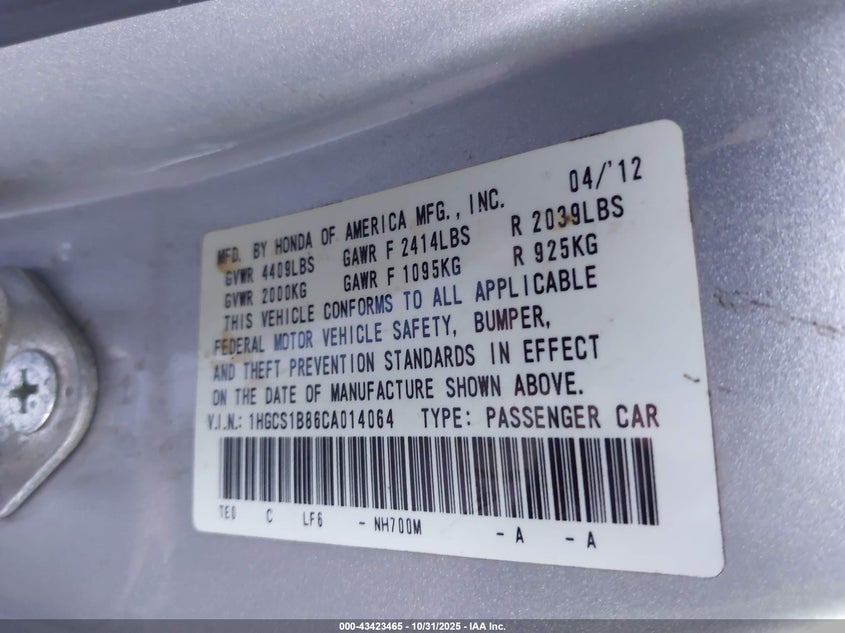 MFD. BY HONDA OF AMERICA MFG., INC. 04/'12
GVWR 4409LBS GAWR F 2414LBS R 2039LBS
GVWR 2000KG GAWR F 1095KG R 925KG
THIS VEHICLE CONFORMS TO ALL APPLICABLE
FEDERAL MOTOR VEHICLE SAFETY, BUMPER,
AND THEFT PREVENTION STANDARDS IN EFFECT
ON THE DATE OF MANUFACTURE SHOWN ABOVE.
V.I.N.: 1HGCS1B86CA014064 TYPE: PASSENGER CAR
TE0 C LF6 - NH700M - A - A
000-43423465 - 10/31/2025 - IAA Inc.